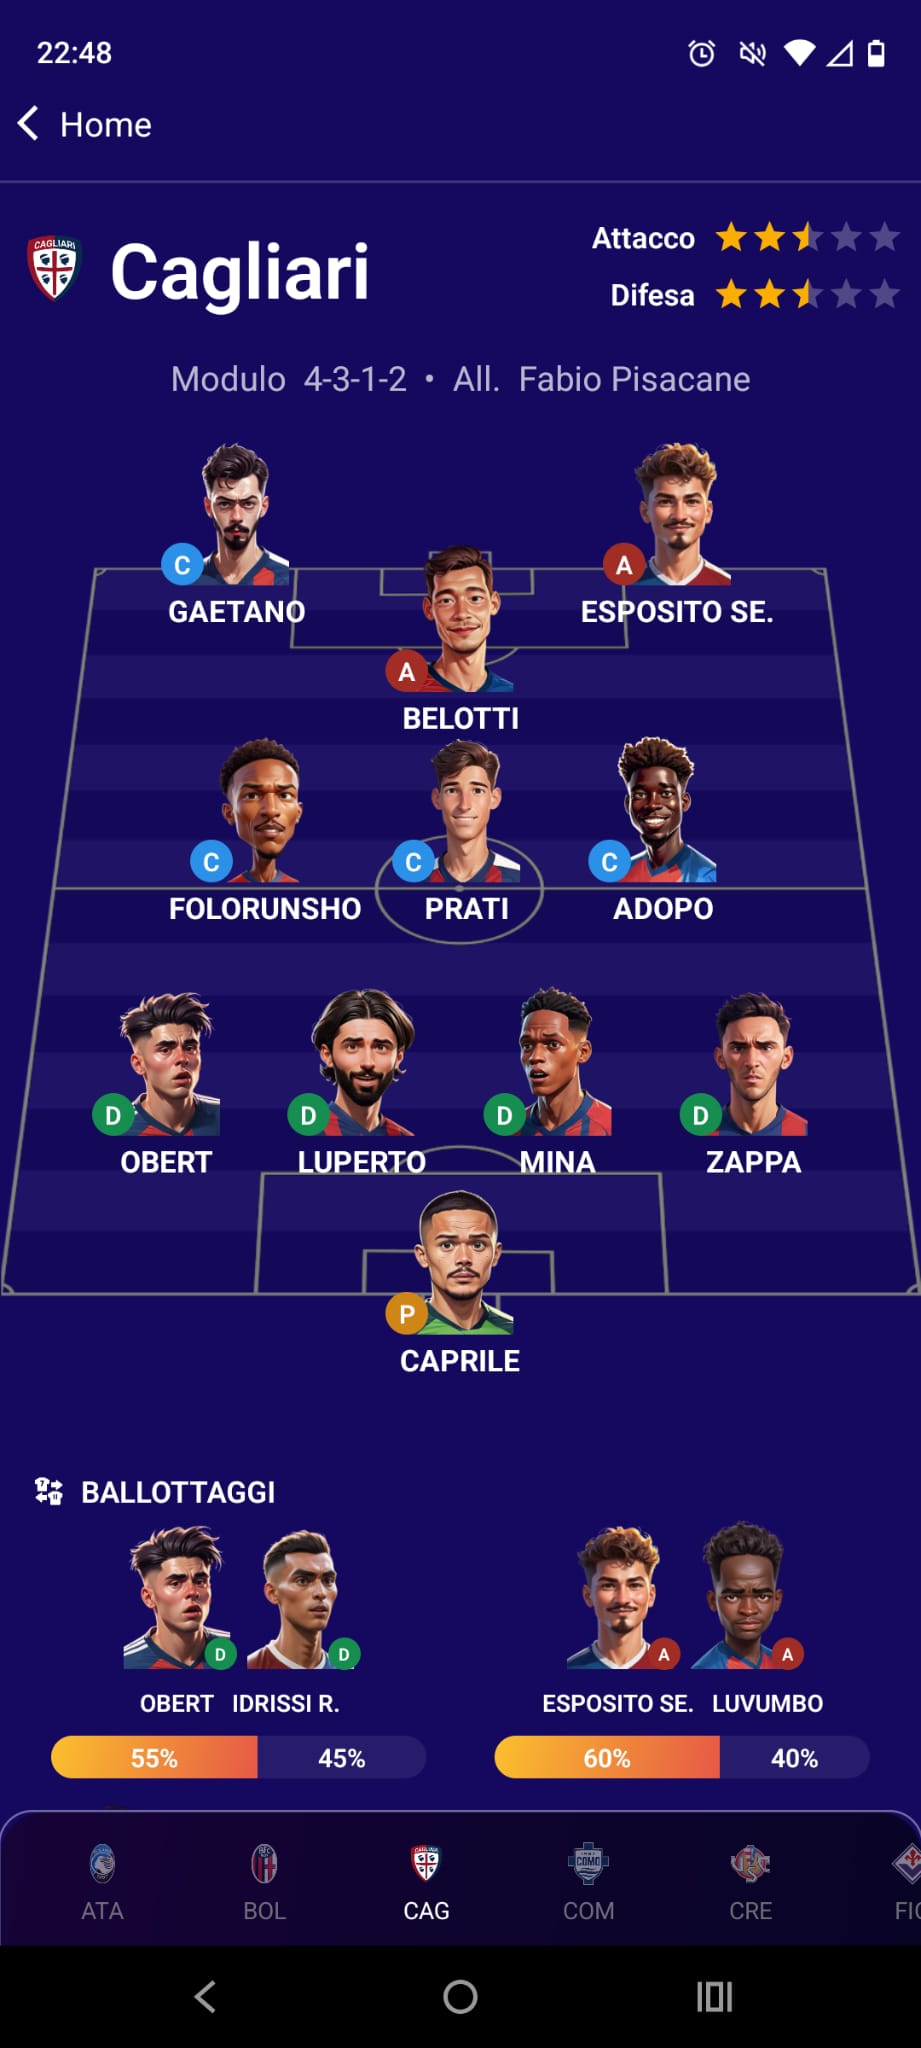 22:48
Home
CAGLIARI
Cagliari
Attacco
Difesa
Modulo 4-3-1-2 • All. Fabio Pisacane
C
A
GAETANO
ESPOSITO SE.
A
BELOTTI
C
C
C
FOLORUNSHO
PRATI
ADOPO
D
D
D
D
OBERT
LUPERTO
MINA
ZAPPA
P
CAPRILE
BALLOTTAGGI
D
D
A
A
OBERT IDRISSI R.
ESPOSITO SE. LUVUMBO
55% 45%
60% 40%
COMO
ATA
BOL
CAG
COM
CRE
FIO